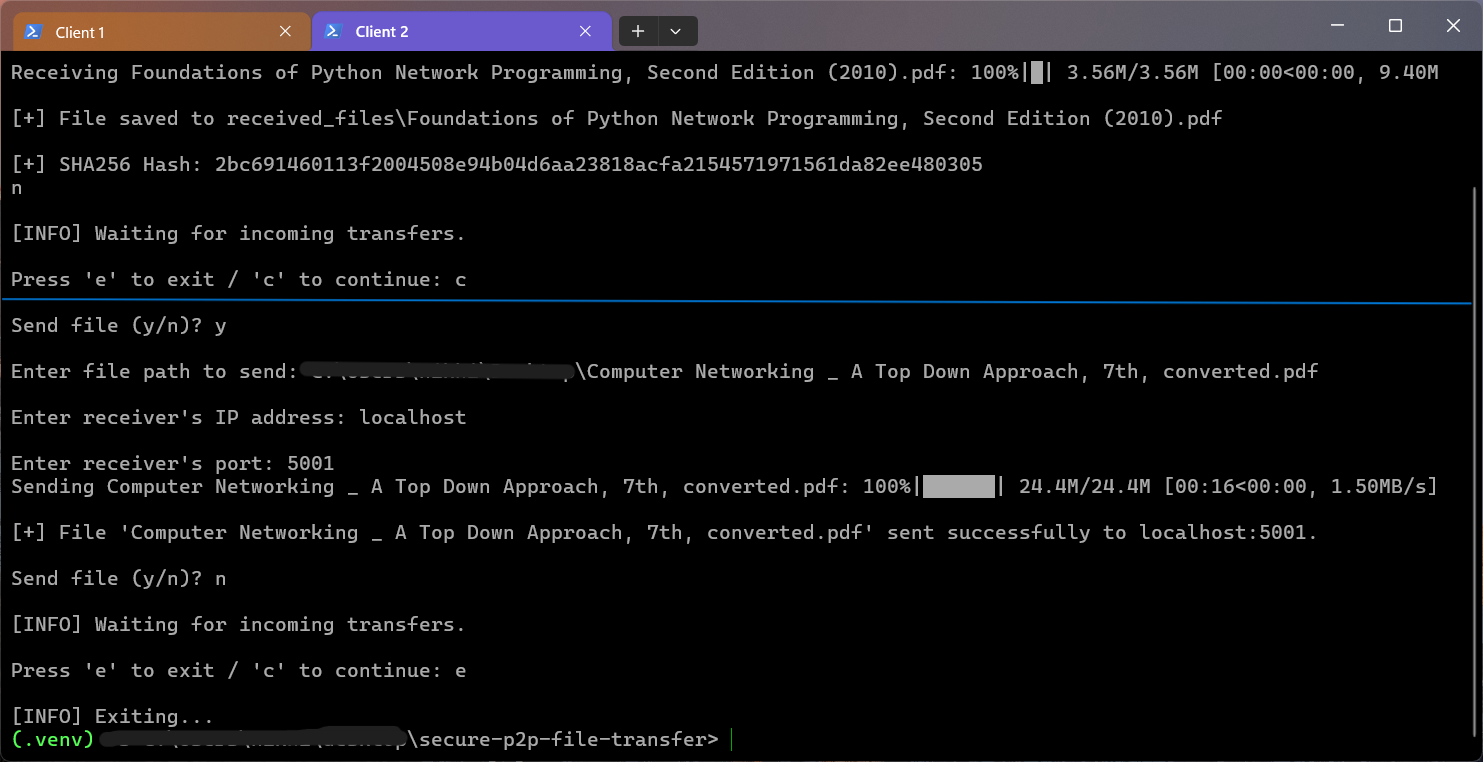 Client 1
Client 2
Receiving Foundations of Python Network Programming, Second Edition (2010).pdf: 100%|█| 3.56M/3.56M [00:00<00:00, 9.40M
[+] File saved to received_files\Foundations of Python Network Programming, Second Edition (2010).pdf
[+] SHA256 Hash: 2bc691460113f2004508e94b04d6aa23818acfa2154571971561da82ee480305
n
[INFO] Waiting for incoming transfers.
Press 'e' to exit / 'c' to continue: c
Send file (y/n)? y
Enter file path to send: \Computer Networking _ A Top Down Approach, 7th, converted.pdf
Enter receiver's IP address: localhost
Enter receiver's port: 5001
Sending Computer Networking _ A Top Down Approach, 7th, converted.pdf: 100%|██████| 24.4M/24.4M [00:16<00:00, 1.50MB/s]
[+] File 'Computer Networking _ A Top Down Approach, 7th, converted.pdf' sent successfully to localhost:5001.
Send file (y/n)? n
[INFO] Waiting for incoming transfers.
Press 'e' to exit / 'c' to continue: e
[INFO] Exiting...
(.venv) \secure-p2p-file-transfer>